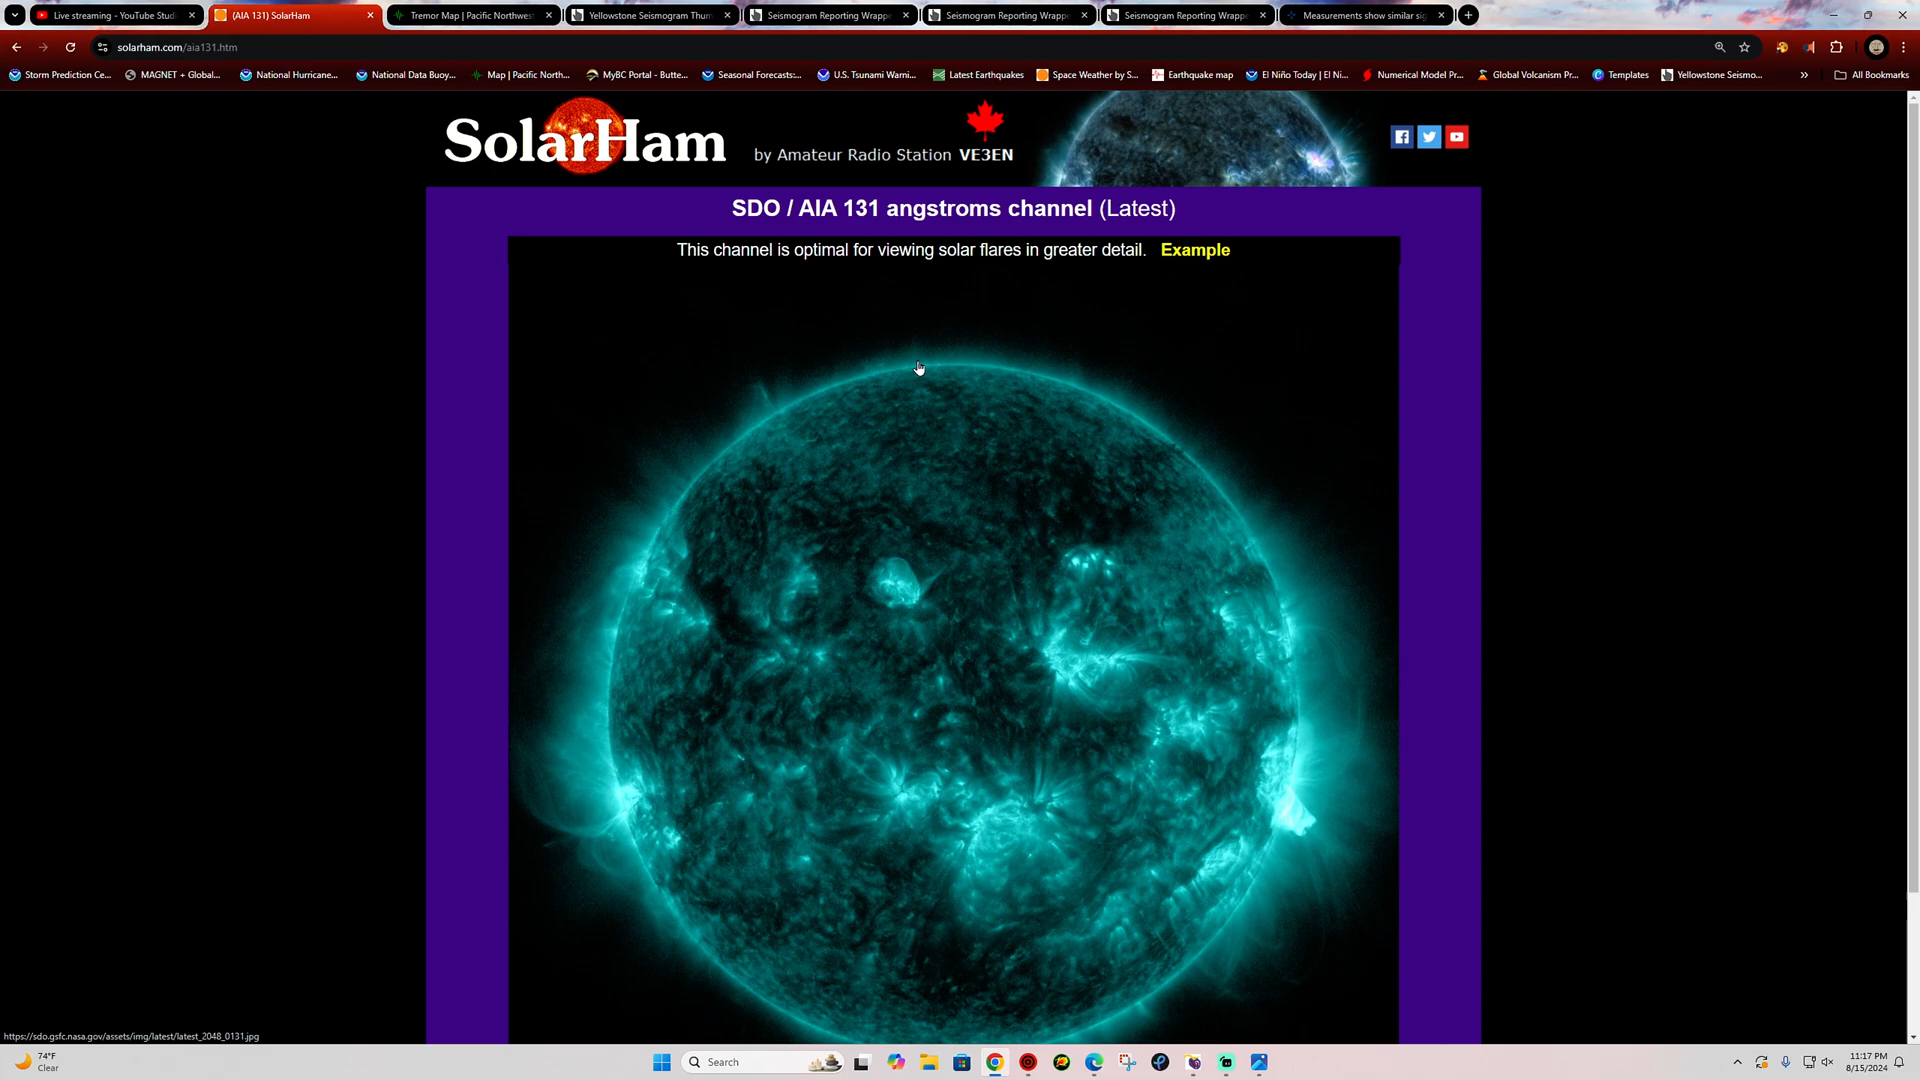 Live streaming - YouTube Studi
(AIA 131) SolarHam
Tremor Map | Pacific Northwest
Yellowstone Seismogram Thum
Seismogram Reporting Wrappe
Seismogram Reporting Wrappe
Seismogram Reporting Wrappe
Measurements show similar sig
solarham.com/aia131.htm
Storm Prediction Ce...
MAGNET + Global...
National Hurricane...
National Data Buoy...
Map | Pacific North...
MyBC Portal - Butte...
Seasonal Forecasts:...
U.S. Tsunami Warni...
Latest Earthquakes
Space Weather by S...
Earthquake map
El Niño Today | El Ni...
Numerical Model Pr...
Global Volcanism Pr...
Templates
Yellowstone Seismo...
All Bookmarks
SolarHam
by Amateur Radio Station VE3EN
SDO / AIA 131 angstroms channel (Latest)
This channel is optimal for viewing solar flares in greater detail. Example
https://sdo.gsfc.nasa.gov/assets/img/latest/latest_2048_0131.jpg
74°F
Clear
Search
11:17 PM
8/15/2024